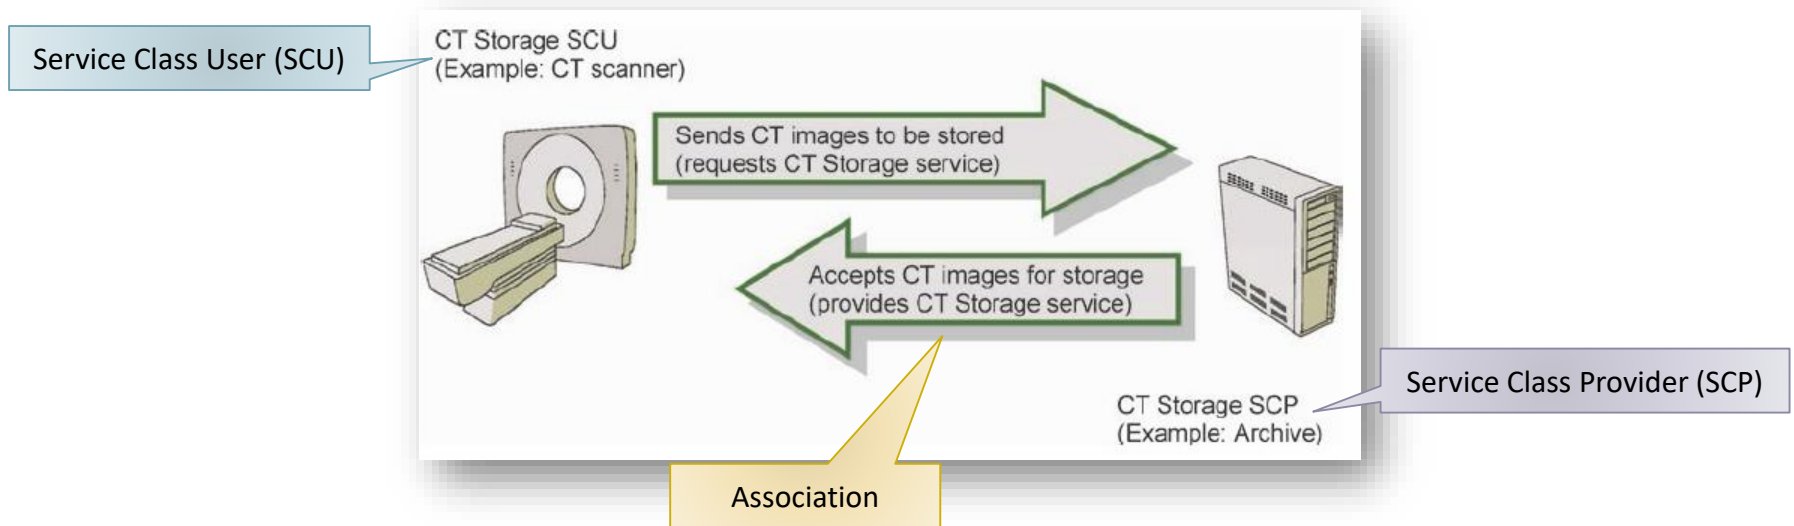 CT Storage SCU
(Example: CT scanner)
Service Class User (SCU)
Sends CT images to be stored
(requests CT Storage service)
Accepts CT images for storage
(provides CT Storage service)
Service Class Provider (SCP)
CT Storage SCP
(Example: Archive)
Association